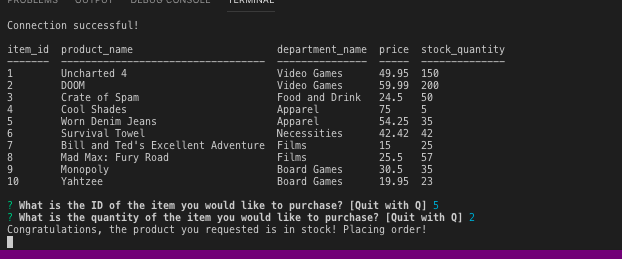 PROBLEMS OUTPUT DEBUG CONSOLE TERMINAL
Connection successful!
item_id product_name department_name price stock_quantity
------- -------------------------------- --------------- ----- --------------
1 Uncharted 4 Video Games 49.95 150
2 DOOM Video Games 59.99 200
3 Crate of Spam Food and Drink 24.5 50
4 Cool Shades Apparel 75 5
5 Worn Denim Jeans Apparel 54.25 35
6 Survival Towel Necessities 42.42 42
7 Bill and Ted's Excellent Adventure Films 15 25
8 Mad Max: Fury Road Films 25.5 57
9 Monopoly Board Games 30.5 35
10 Yahtzee Board Games 19.95 23
? What is the ID of the item you would like to purchase? [Quit with Q] 5
? What is the quantity of the item you would like to purchase? [Quit with Q] 2
Congratulations, the product you requested is in stock! Placing order!